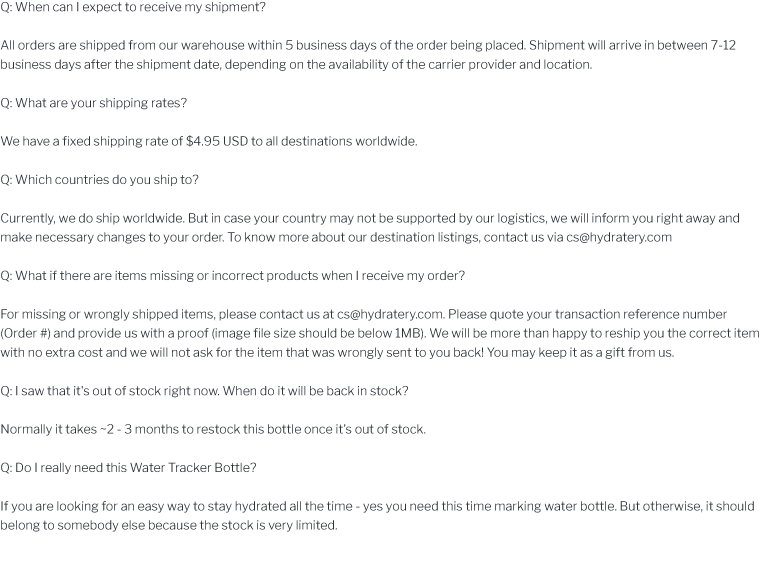 Q: When can I expect to receive my shipment?
All orders are shipped from our warehouse within 5 business days of the order being placed. Shipment will arrive in between 7-12
business days after the shipment date, depending on the availability of the carrier provider and location.
Q: What are your shipping rates?
We have a fixed shipping rate of $4.95 USD to all destinations worldwide.
Q: Which countries do you ship to?
Currently, we do ship worldwide. But in case your country may not be supported by our logistics, we will inform you right away and
make necessary changes to your order. To know more about our destination listings, contact us via cs@hydratery.com
Q: What if there are items missing or incorrect products when I receive my order?
For missing or wrongly shipped items, please contact us at cs@hydratery.com. Please quote your transaction reference number
(Order #) and provide us with a proof (image file size should be below 1MB). We will be more than happy to reship you the correct item
with no extra cost and we will not ask for the item that was wrongly sent to you back! You may keep it as a gift from us.
Q: I saw that it's out of stock right now. When do it will be back in stock?
Normally it takes ~2 - 3 months to restock this bottle once it's out of stock.
Q: Do I really need this Water Tracker Bottle?
If you are looking for an easy way to stay hydrated all the time - yes you need this time marking water bottle. But otherwise, it should
belong to somebody else because the stock is very limited.